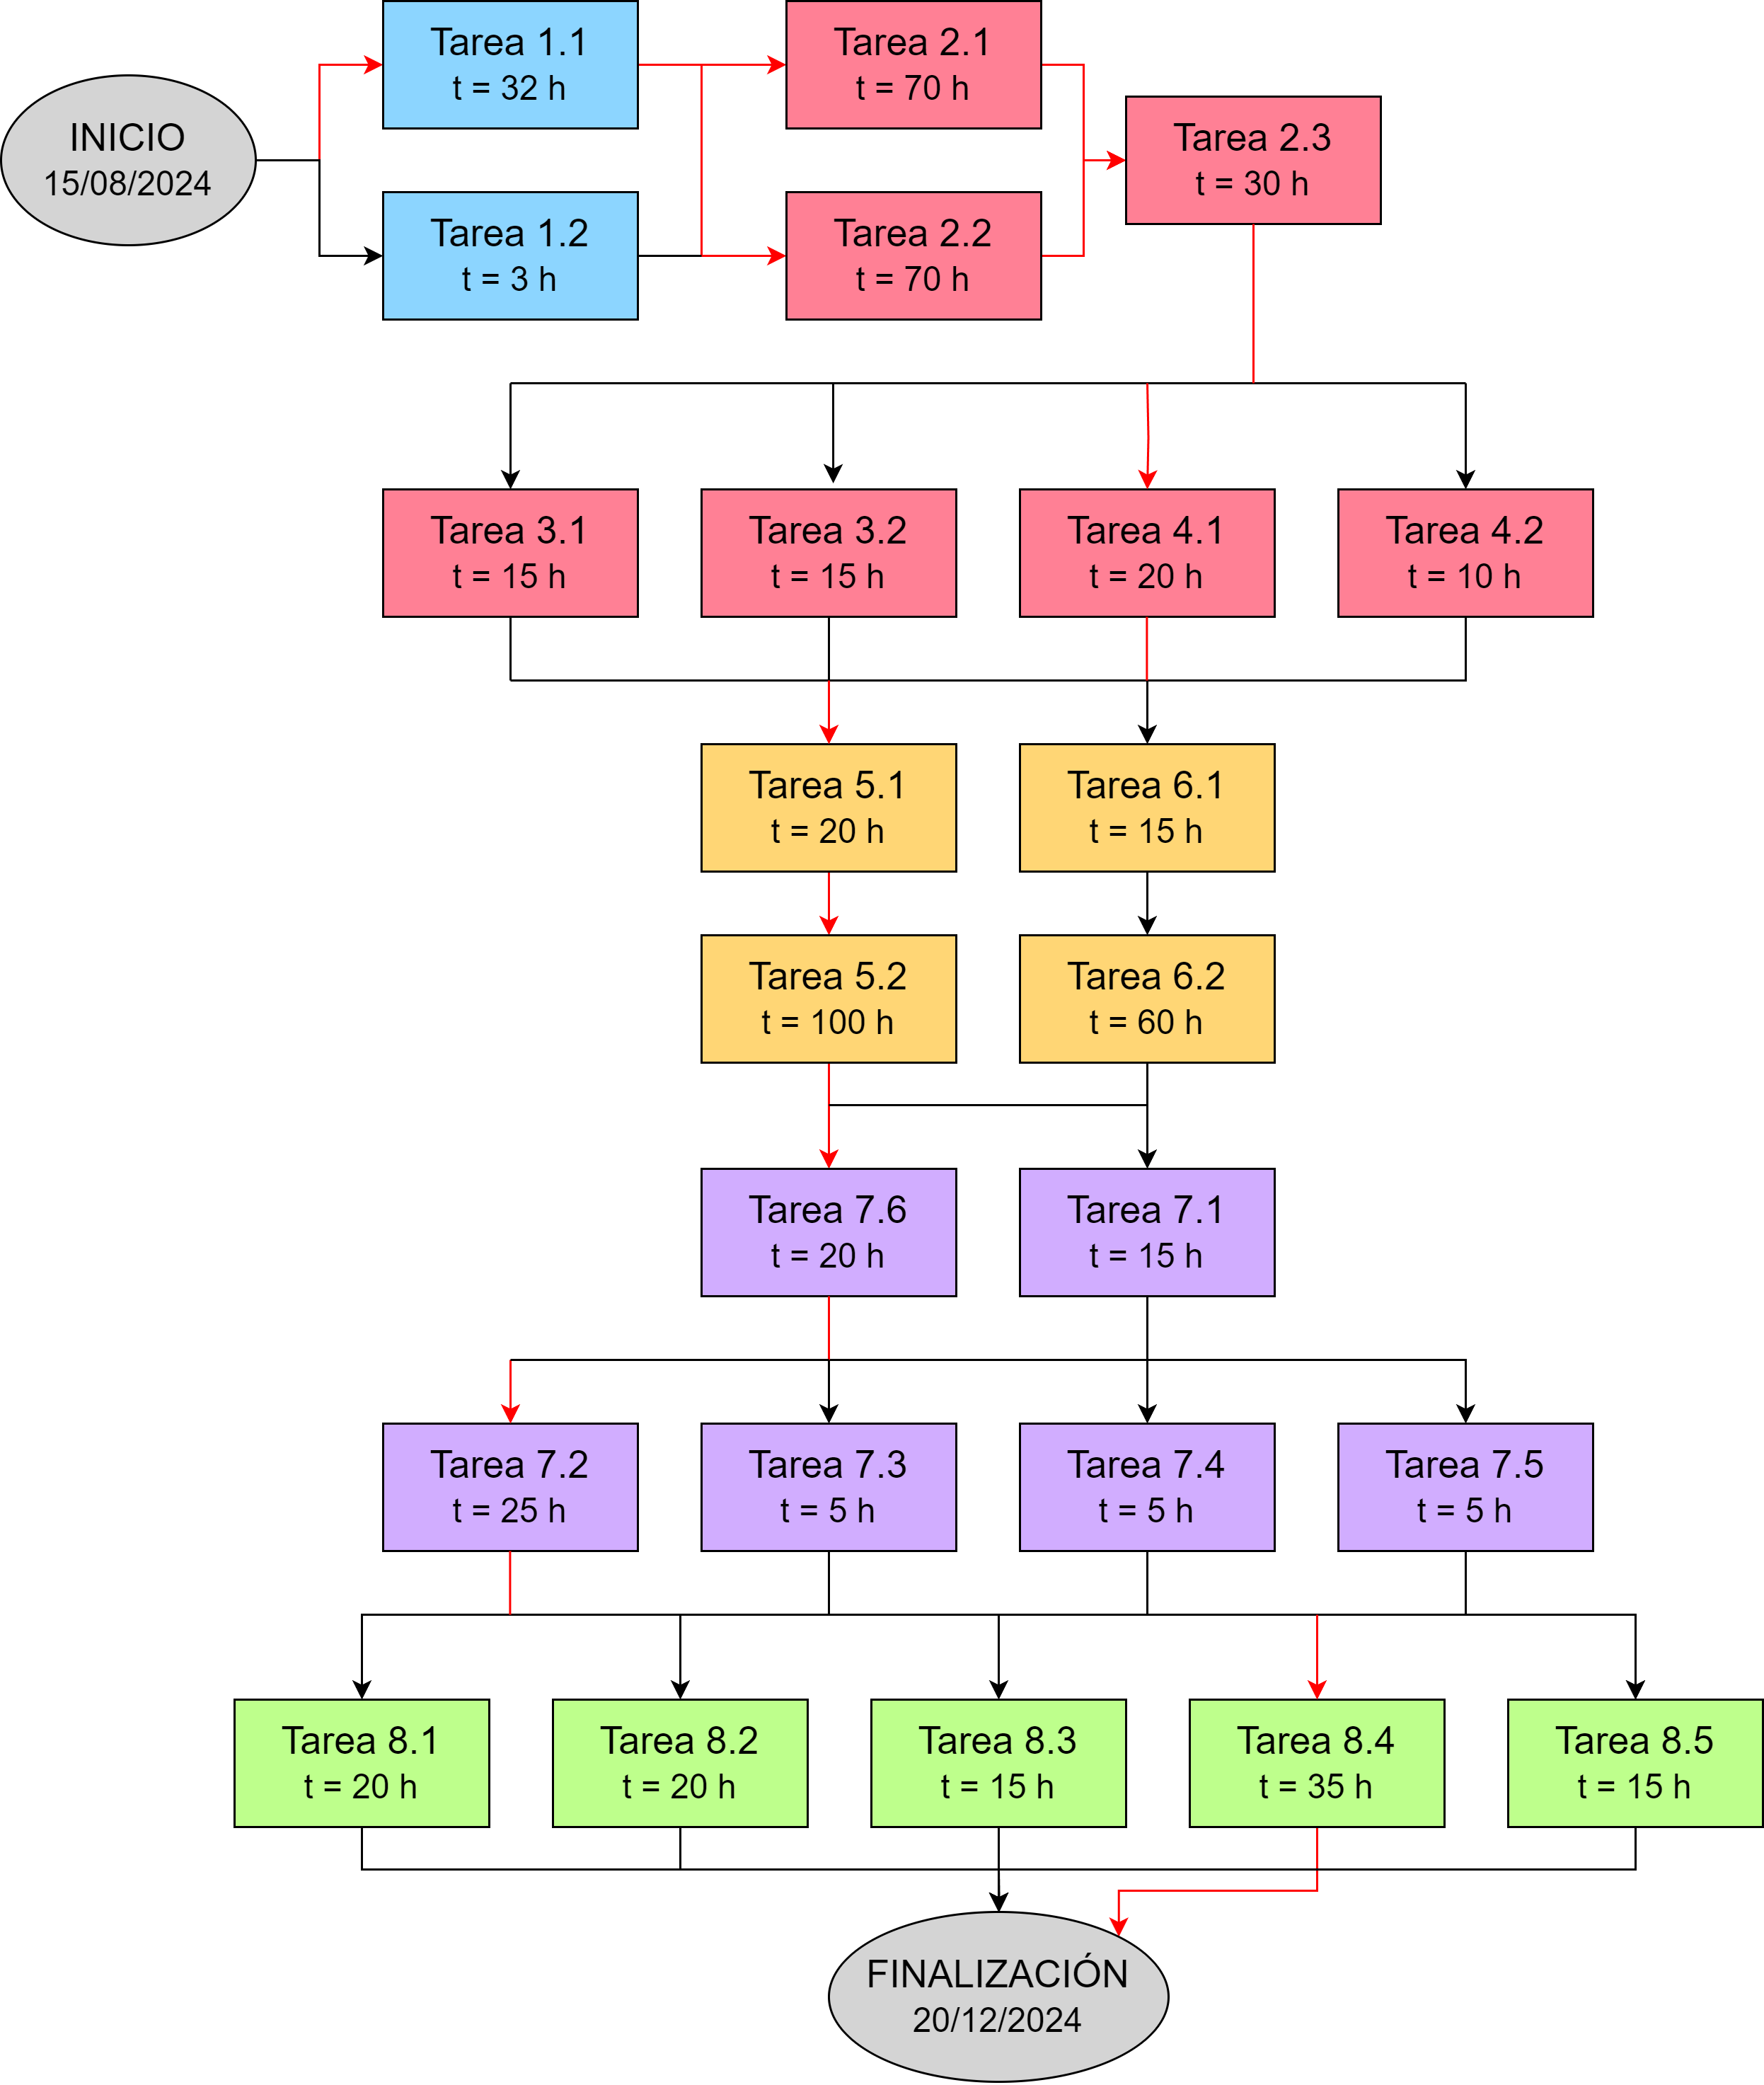 INICIO
15/08/2024
Tarea 1.1
t = 32 h
Tarea 1.2
t = 3 h
Tarea 2.1
t = 70 h
Tarea 2.2
t = 70 h
Tarea 2.3
t = 30 h
Tarea 3.1
t = 15 h
Tarea 3.2
t = 15 h
Tarea 4.1
t = 20 h
Tarea 4.2
t = 10 h
Tarea 5.1
t = 20 h
Tarea 6.1
t = 15 h
Tarea 5.2
t = 100 h
Tarea 6.2
t = 60 h
Tarea 7.6
t = 20 h
Tarea 7.1
t = 15 h
Tarea 7.2
t = 25 h
Tarea 7.3
t = 5 h
Tarea 7.4
t = 5 h
Tarea 7.5
t = 5 h
Tarea 8.1
t = 20 h
Tarea 8.2
t = 20 h
Tarea 8.3
t = 15 h
Tarea 8.4
t = 35 h
Tarea 8.5
t = 15 h
FINALIZACIÓN
20/12/2024